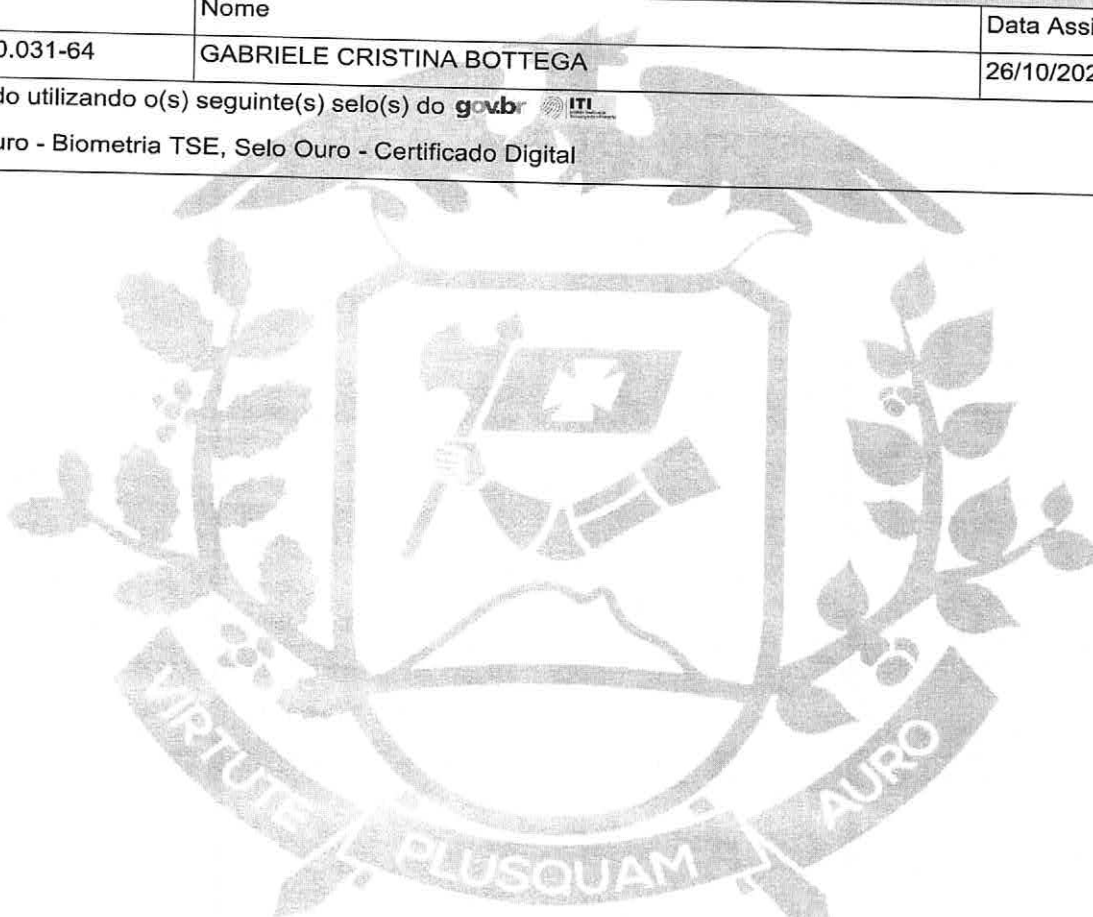 Nome
Data Assi
0.031-64
GABRIELE CRISTINA BOTTEGA
26/10/202
do utilizando o(s) seguinte(s) selo(s) do gov.br ITI
uro - Biometria TSE, Selo Ouro - Certificado Digital
VIRTUTE PLUSQUAM AURO